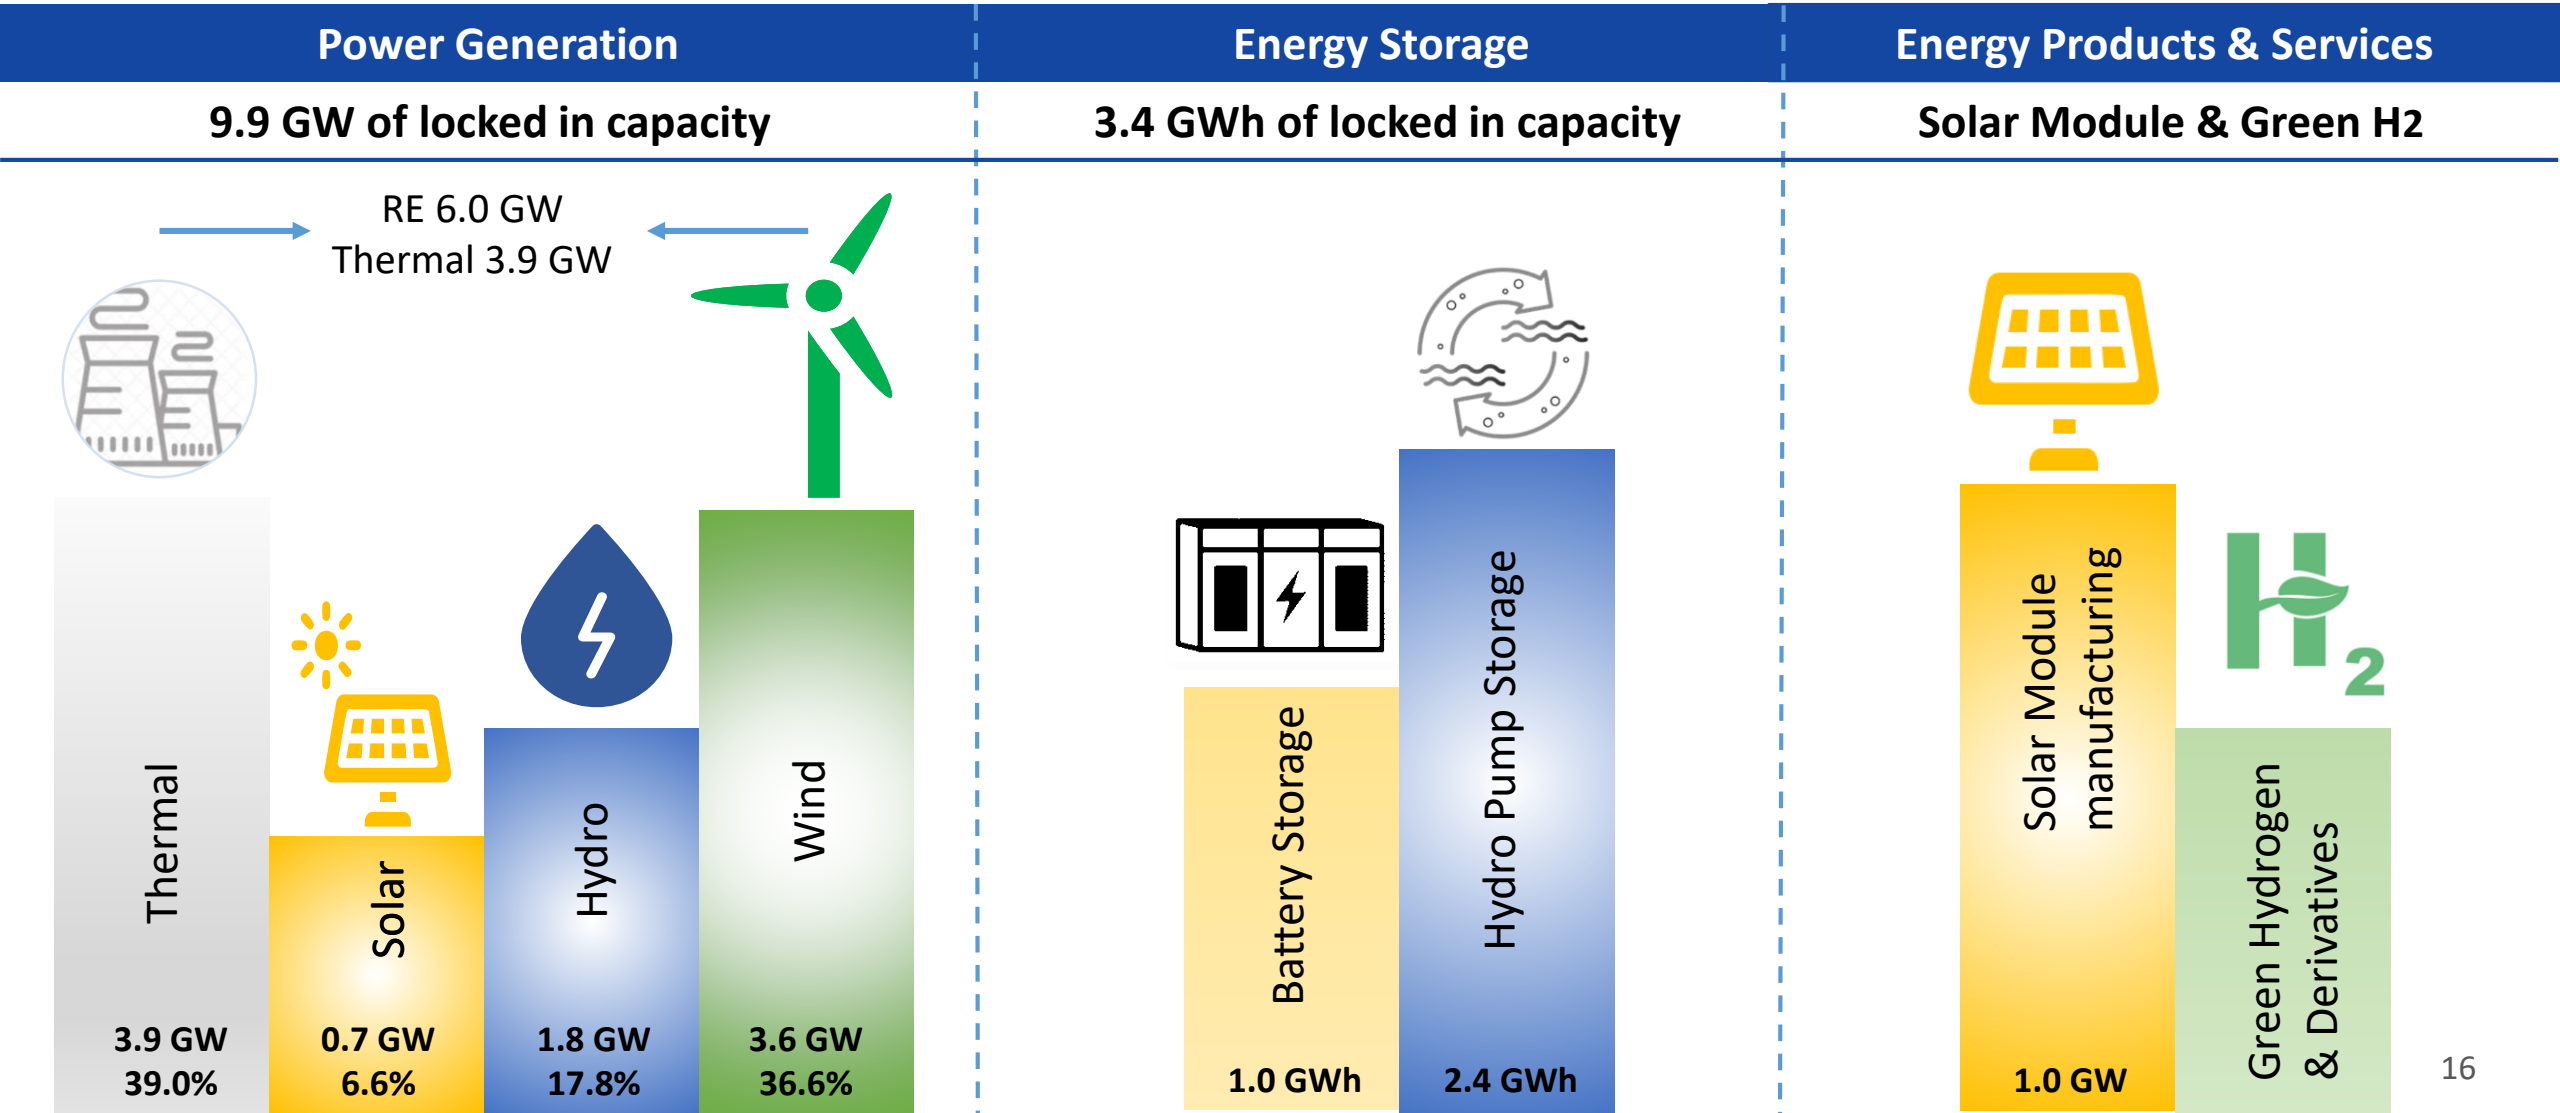 Power Generation
Energy Storage
Energy Products & Services
9.9 GW of locked in capacity
3.4 GWh of locked in capacity
Solar Module & Green H2
RE 6.0 GW
Thermal 3.9 GW
Thermal
3.9 GW
39.0%
Solar
0.7 GW
6.6%
Hydro
1.8 GW
17.8%
Wind
3.6 GW
36.6%
Battery Storage
1.0 GWh
Hydro Pump Storage
2.4 GWh
Solar Module
manufacturing
1.0 GW
H2
Green Hydrogen
& Derivatives
16